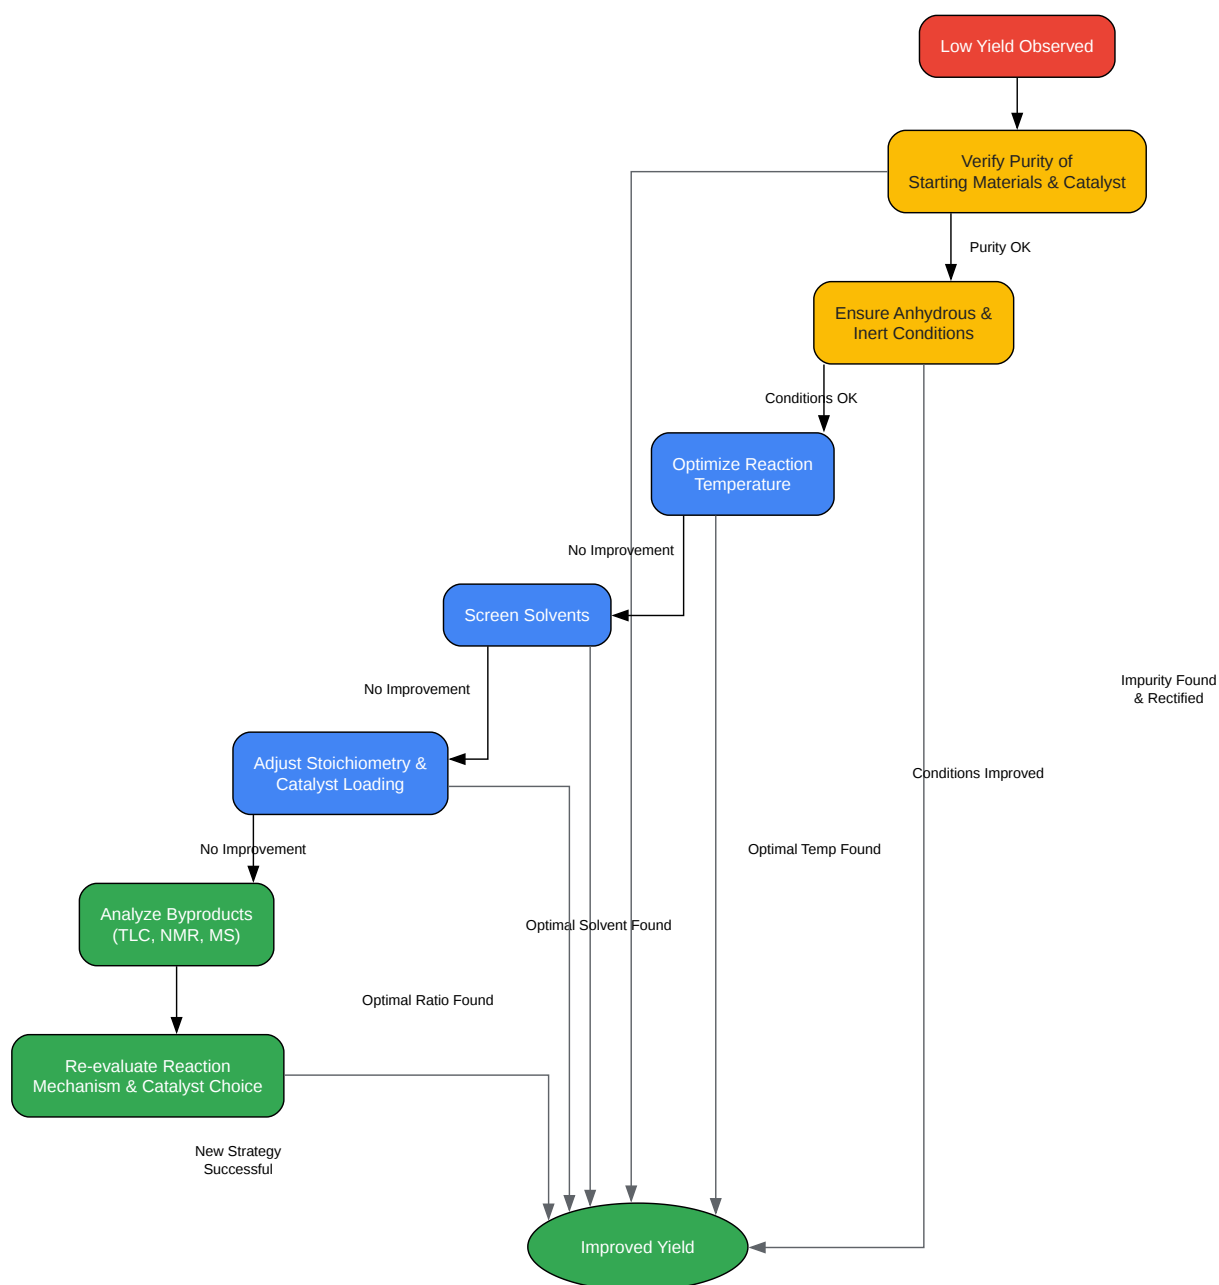 Low Yield Observed
Verify Purity of
Starting Materials & Catalyst
Purity OK
Ensure Anhydrous &
Inert Conditions
Conditions OK
Optimize Reaction
Temperature
No Improvement
Screen Solvents
No Improvement
Impurity Found
& Rectified
Adjust Stoichiometry &
Catalyst Loading
Conditions Improved
No Improvement
Optimal Temp Found
Analyze Byproducts
(TLC, NMR, MS)
Optimal Solvent Found
Optimal Ratio Found
Re-evaluate Reaction
Mechanism & Catalyst Choice
New Strategy
Successful
Improved Yield